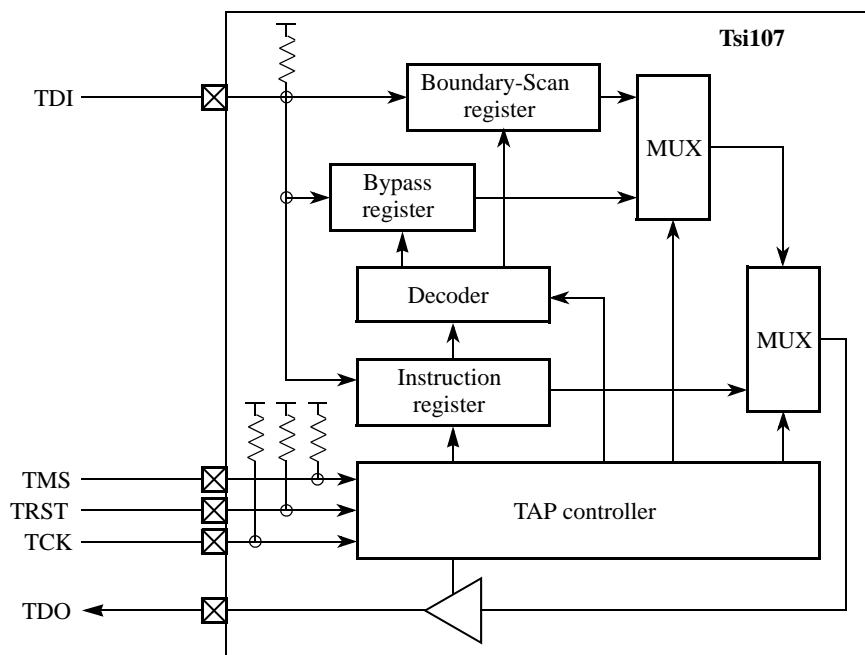 Tsi107
TDI
Boundary-Scan
register
MUX
Bypass
register
Decoder
MUX
Instruction
register
TMS
TRST
TCK
TAP controller
TDO